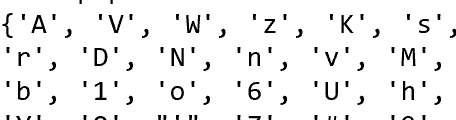 {'A', 'V', 'W', 'z', 'K', 's',
'r', 'D', 'N', 'n', 'v', 'M',
'b', '1', 'o', '6', 'U', 'h',